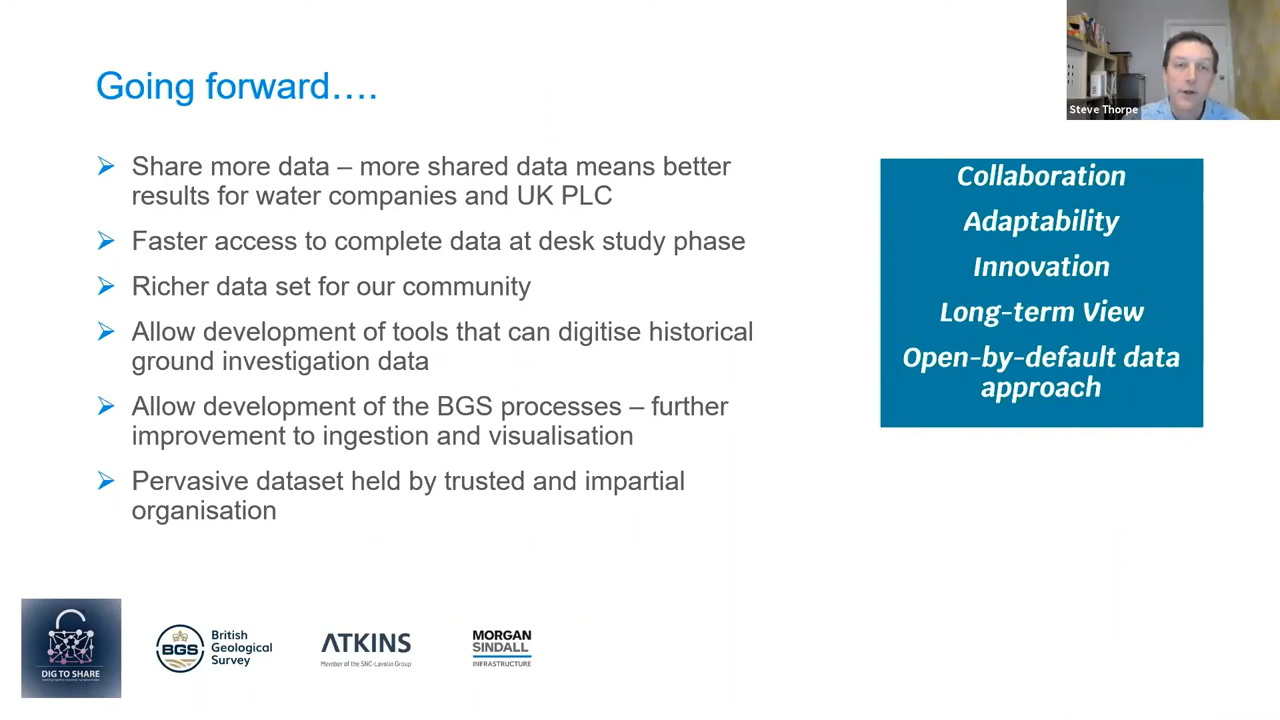 Going forward….
Steve Thorpe
Share more data – more shared data means better
results for water companies and UK PLC
Faster access to complete data at desk study phase
Richer data set for our community
Allow development of tools that can digitise historical
ground investigation data
Allow development of the BGS processes – further
improvement to ingestion and visualisation
Pervasive dataset held by trusted and impartial
organisation
Collaboration
Adaptability
Innovation
Long-term View
Open-by-default data
approach
DIG TO SHARE
BGS
British
Geological
Survey
ATKINS
Member of the SNC-Lavalin Group
MORGAN
SINDALL
INFRASTRUCTURE